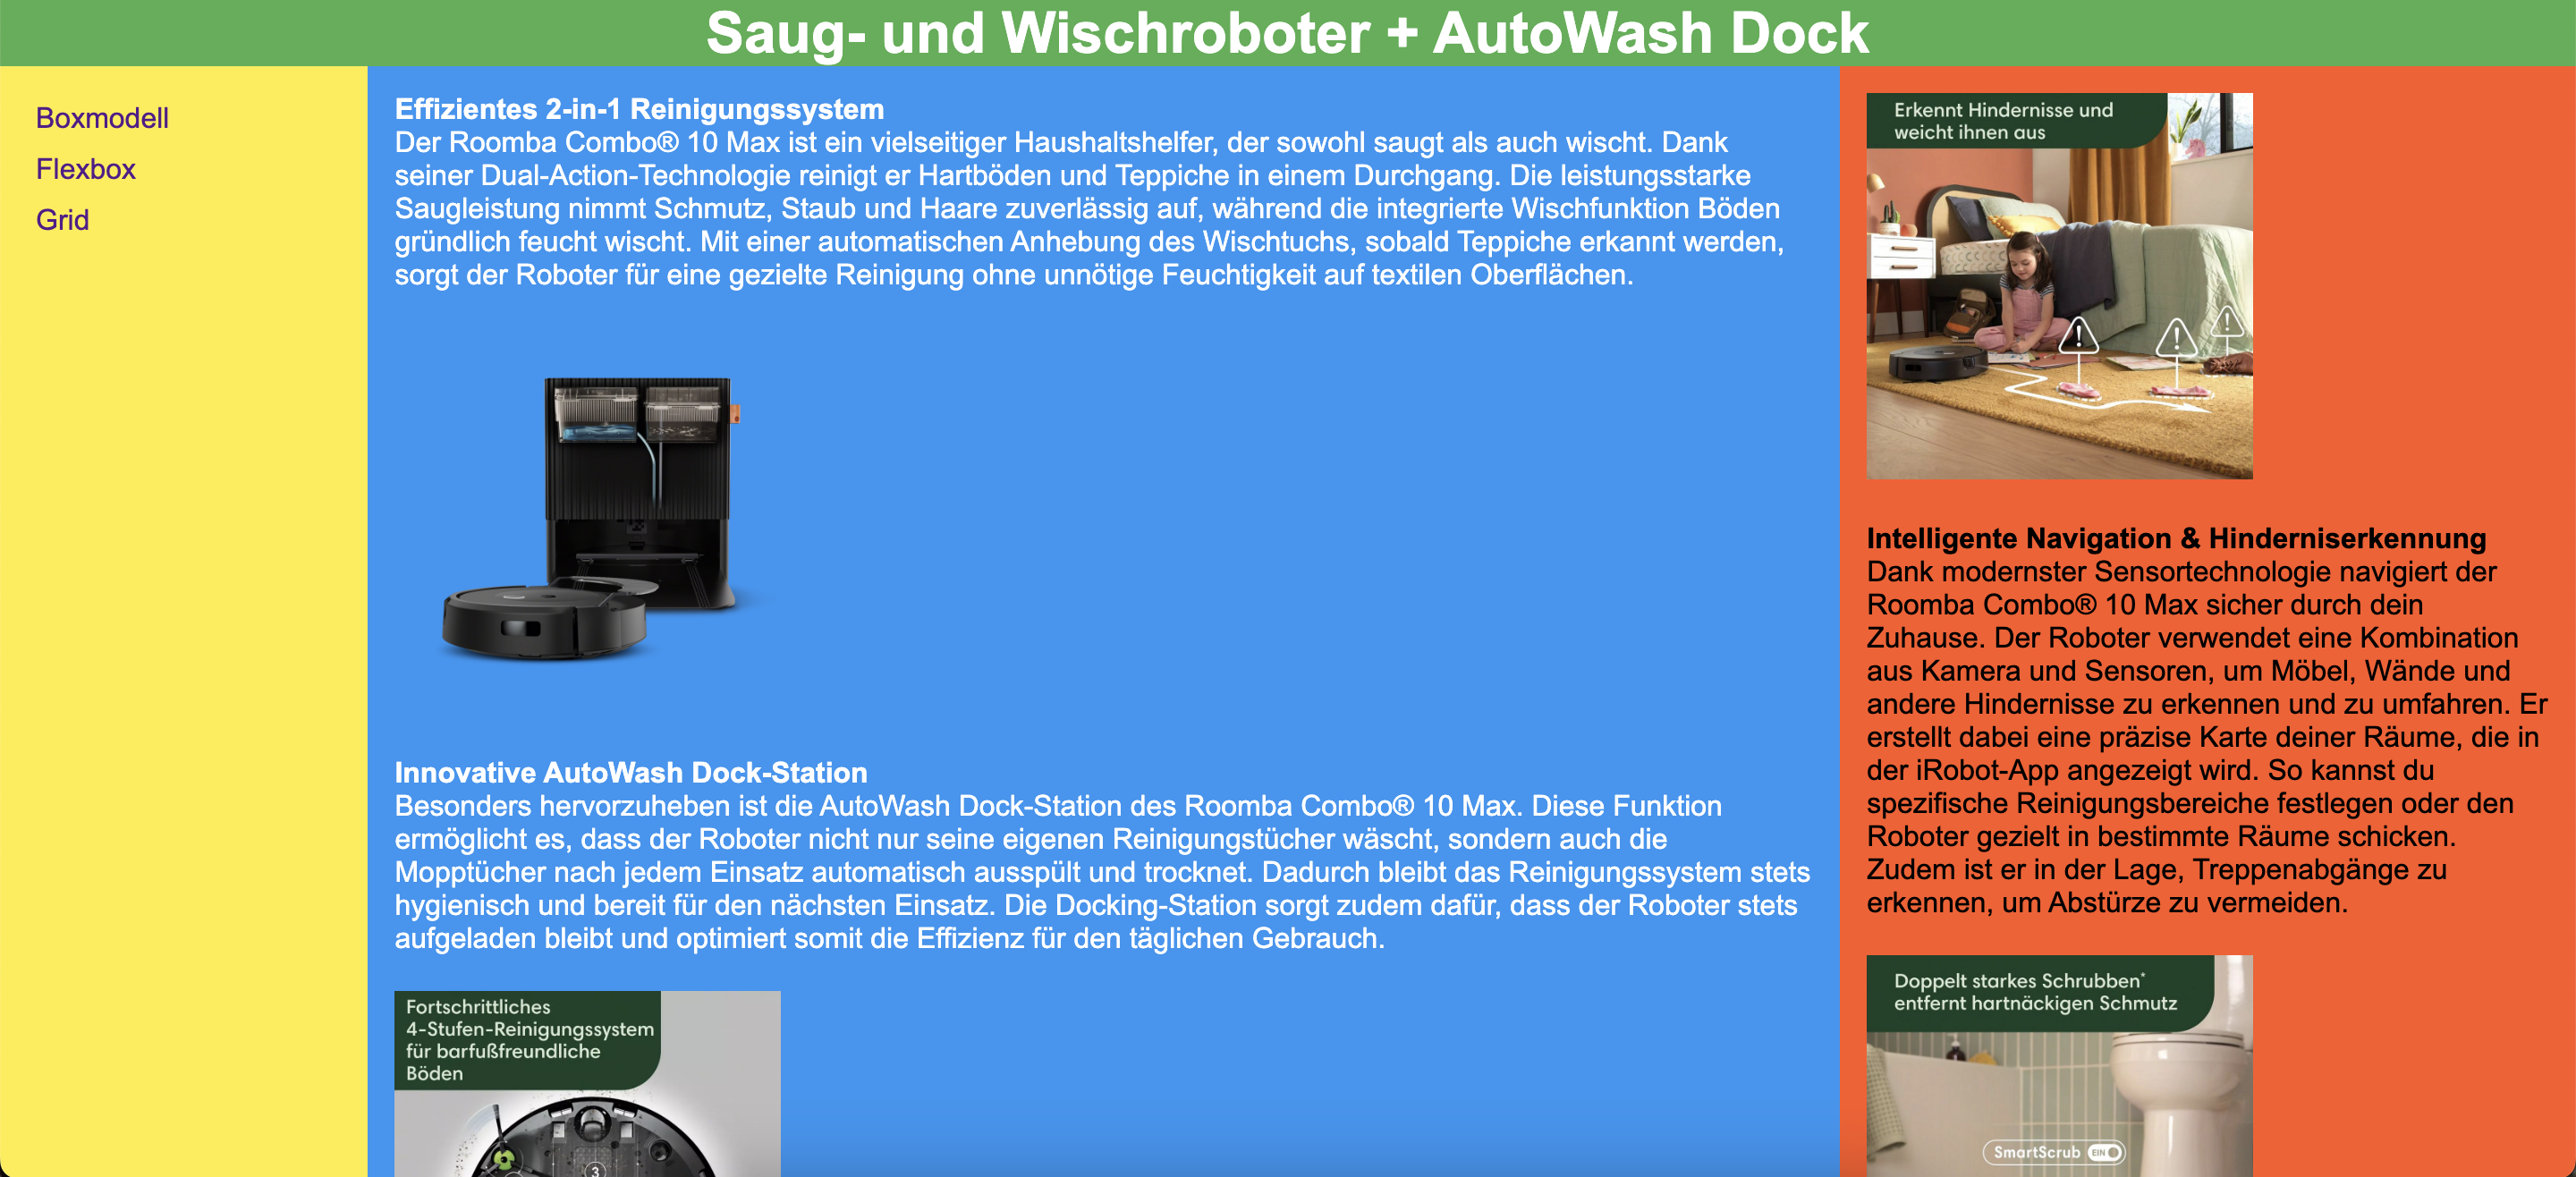 Saug- und Wischroboter + AutoWash Dock
Boxmodell
Flexbox
Grid
Effizientes 2-in-1 Reinigungssystem
Der Roomba Combo® 10 Max ist ein vielseitiger Haushaltshelfer, der sowohl saugt als auch wischt. Dank
seiner Dual-Action-Technologie reinigt er Hartböden und Teppiche in einem Durchgang. Die leistungsstarke
Saugleistung nimmt Schmutz, Staub und Haare zuverlässig auf, während die integrierte Wischfunktion Böden
gründlich feucht wischt. Mit einer automatischen Anhebung des Wischtuchs, sobald Teppiche erkannt werden,
sorgt der Roboter für eine gezielte Reinigung ohne unnötige Feuchtigkeit auf textilen Oberflächen.
Innovative AutoWash Dock-Station
Besonders hervorzuheben ist die AutoWash Dock-Station des Roomba Combo® 10 Max. Diese Funktion
ermöglicht es, dass der Roboter nicht nur seine eigenen Reinigungstücher wäscht, sondern auch die
Mopptücher nach jedem Einsatz automatisch ausspült und trocknet. Dadurch bleibt das Reinigungssystem stets
hygienisch und bereit für den nächsten Einsatz. Die Docking-Station sorgt zudem dafür, dass der Roboter stets
aufgeladen bleibt und optimiert somit die Effizienz für den täglichen Gebrauch.
Fortschrittliches
4-Stufen-Reinigungssystem
für barfußfreundliche
Böden
3
Erkennt Hindernisse und
weicht ihnen aus
Intelligente Navigation & Hinderniserkennung
Dank modernster Sensortechnologie navigiert der
Roomba Combo® 10 Max sicher durch dein
Zuhause. Der Roboter verwendet eine Kombination
aus Kamera und Sensoren, um Möbel, Wände und
andere Hindernisse zu erkennen und zu umfahren. Er
erstellt dabei eine präzise Karte deiner Räume, die in
der iRobot-App angezeigt wird. So kannst du
spezifische Reinigungsbereiche festlegen oder den
Roboter gezielt in bestimmte Räume schicken.
Zudem ist er in der Lage, Treppenabgänge zu
erkennen, um Abstürze zu vermeiden.
Doppelt starkes Schrubben*
entfernt hartnäckigen Schmutz
SmartScrub EIN